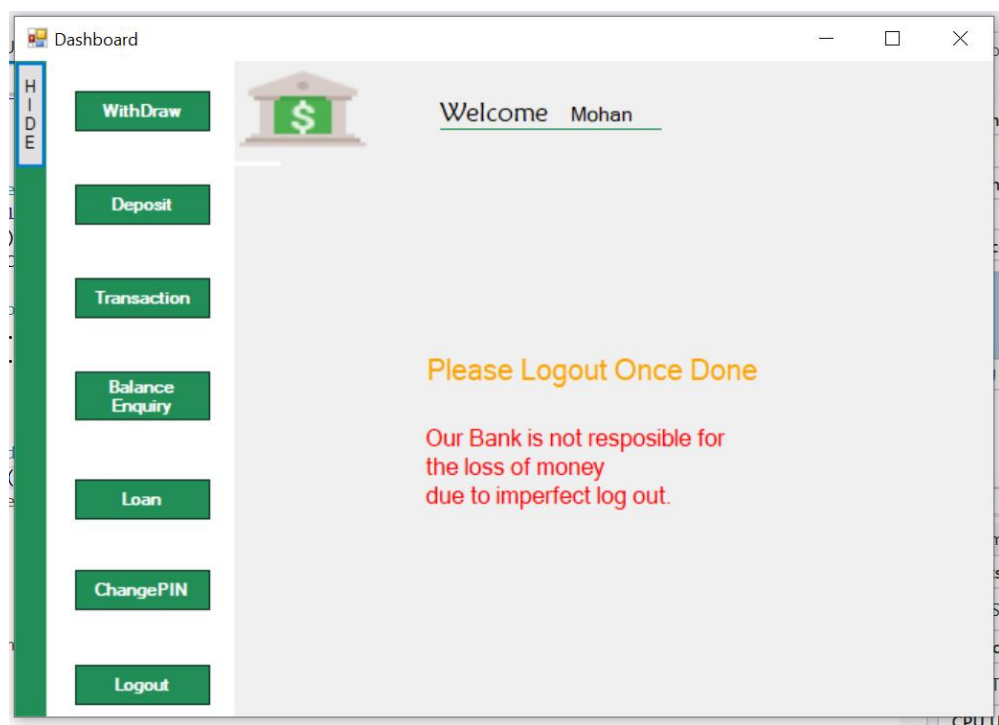 Dashboard
H
I
D
E
WithDraw
Deposit
Transaction
Balance
Enquiry
Loan
ChangePIN
Logout
$
Welcome Mohan
Please Logout Once Done
Our Bank is not resposible for
the loss of money
due to imperfect log out.
CPU